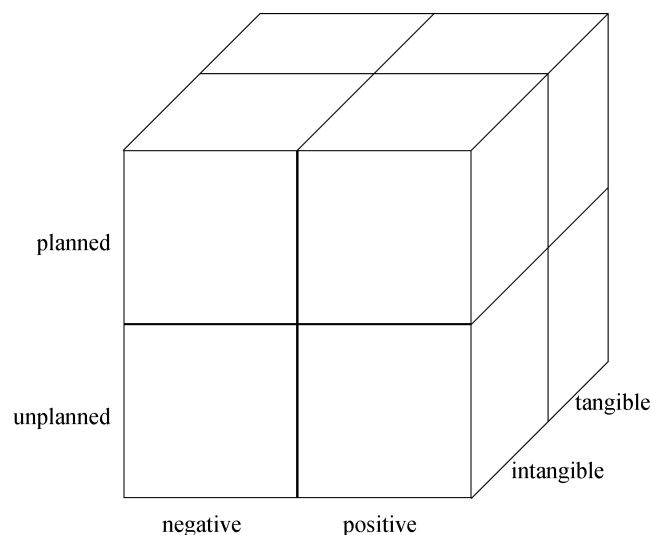 planned
unplanned
tangible
intangible
negative
positive